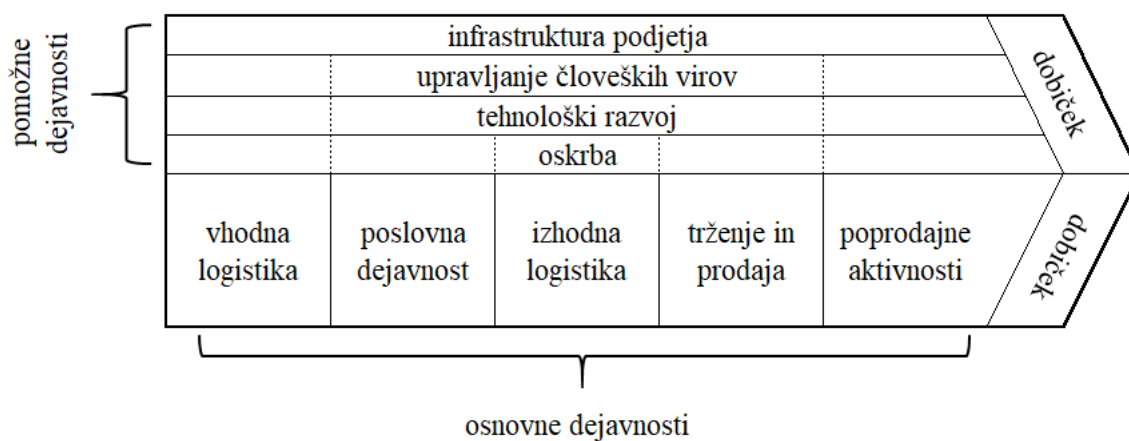 pomožne
dejavnosti
infrastruktura podjetja
upravljanje človeških virov
tehnološki razvoj
oskrba
dobiček
vhodna
logistika
poslovna
dejavnost
izhodna
logistika
trženje in
prodaja
poprodajne
aktivnosti
dobiček
osnovne dejavnosti